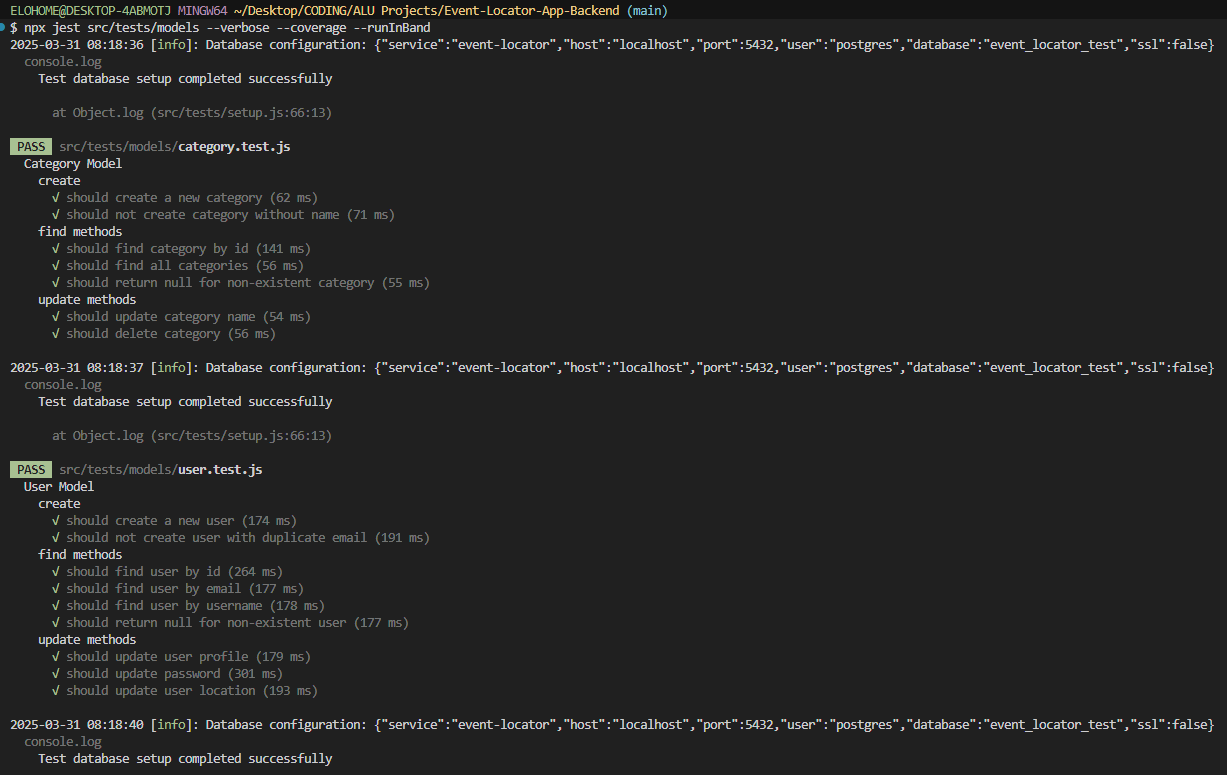 ELOHOME@DESKTOP-4ABMOTJ MINGW64 ~/Desktop/CODING/ALU Projects/Event-Locator-App-Backend (main)
$ npx jest src/tests/models --verbose --coverage --runInBand
2025-03-31 08:18:36 [info]: Database configuration: {"service":"event-locator","host":"localhost","port":5432,"user":"postgres","database":"event_locator_test","ssl":false}
console.log
Test database setup completed successfully
at Object.log (src/tests/setup.js:66:13)
PASS src/tests/models/category.test.js
Category Model
create
√ should create a new category (62 ms)
√ should not create category without name (71 ms)
find methods
√ should find category by id (141 ms)
√ should find all categories (56 ms)
√ should return null for non-existent category (55 ms)
update methods
√ should update category name (54 ms)
√ should delete category (56 ms)
2025-03-31 08:18:37 [info]: Database configuration: {"service":"event-locator","host":"localhost","port":5432,"user":"postgres","database":"event_locator_test","ssl":false}
console.log
Test database setup completed successfully
at Object.log (src/tests/setup.js:66:13)
PASS src/tests/models/user.test.js
User Model
create
√ should create a new user (174 ms)
√ should not create user with duplicate email (191 ms)
find methods
√ should find user by id (264 ms)
√ should find user by email (177 ms)
√ should find user by username (178 ms)
√ should return null for non-existent user (177 ms)
update methods
√ should update user profile (179 ms)
√ should update password (301 ms)
√ should update user location (193 ms)
2025-03-31 08:18:40 [info]: Database configuration: {"service":"event-locator","host":"localhost","port":5432,"user":"postgres","database":"event_locator_test","ssl":false}
console.log
Test database setup completed successfully